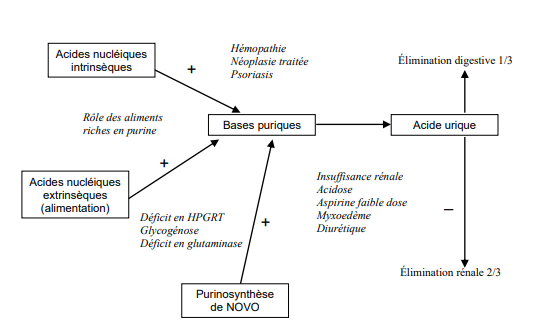 Acides nucléiques
intrinsèques
+
Hémopathie
Néoplasie traitée
Psoriasis
Élimination digestive 1/3
Rôle des aliments
riches en purine
Bases puriques
Acide urique
+
Acides nucléiques
extrinsèques
(alimentation)
Déficit en HPGRT
Glycogénose
Déficit en glutaminase
+
Insuffisance rénale
Acidose
Aspirine faible dose
Myxoedème
Diurétique
–
Élimination rénale 2/3
Purinosynthèse
de NOVO